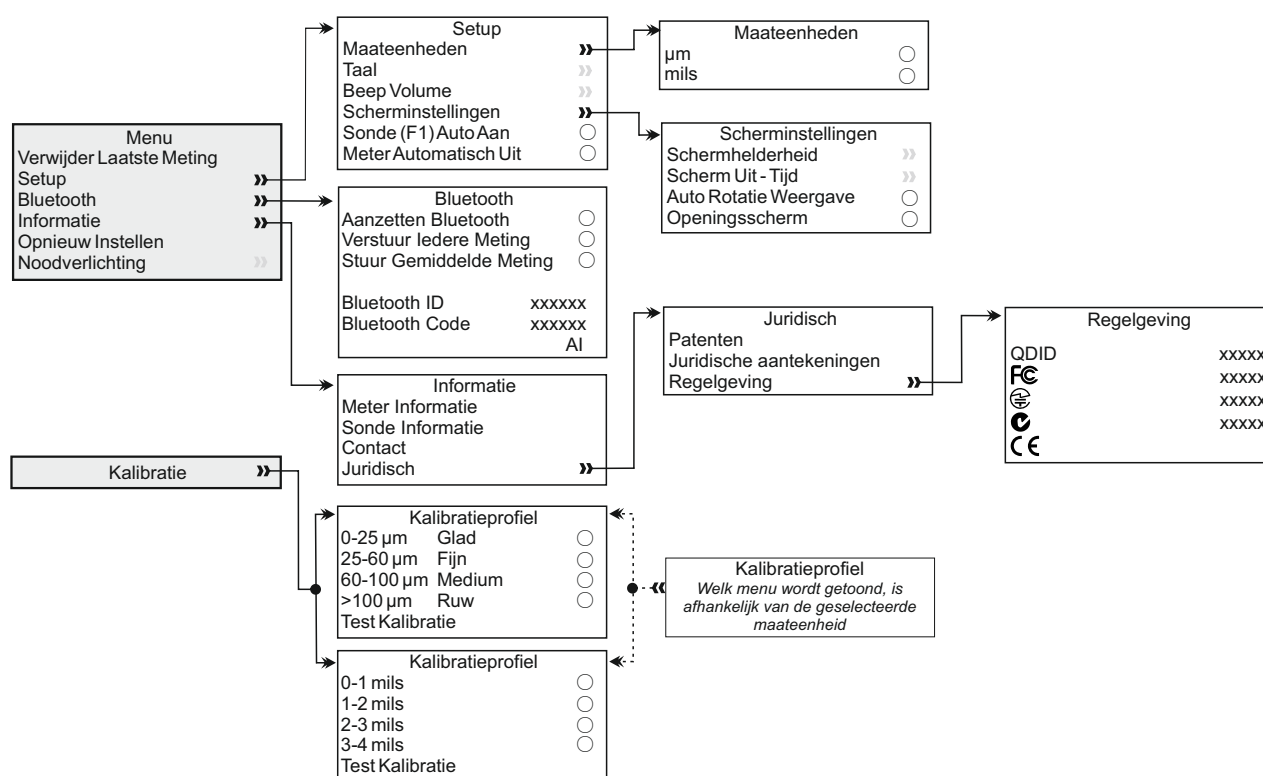 Menu
Verwijder Laatste Meting
Setup »
Bluetooth »
Informatie »
Opnieuw Instellen
Noodverlichting »
Setup
Maateenheden »
Taal »
Beep Volume »
Scherminstellingen »
Sonde (F1) Auto Aan
Meter Automatisch Uit
Maateenheden
µm
mils
Scherminstellingen
Schermhelderheid »
Scherm Uit - Tijd »
Auto Rotatie Weergave
Openingsscherm
Bluetooth
Aanzetten Bluetooth
Verstuur Iedere Meting
Stuur Gemiddelde Meting
Bluetooth ID xxxxxx
Bluetooth Code xxxxxx
AI
Informatie
Meter Informatie
Sonde Informatie
Contact
Juridisch »
Juridisch
Patenten
Juridische aantekeningen
Regelgeving »
Regelgeving
QDID xxxxx
FC xxxxx
xxxxx
xxxxx
CE
Kalibratie »
Kalibratieprofiel
0-25 µm Glad
25-60 µm Fijn
60-100 µm Medium
>100 µm Ruw
Test Kalibratie
Kalibratieprofiel
0-1 mils
1-2 mils
2-3 mils
3-4 mils
Test Kalibratie
« Kalibratieprofiel
Welk menu wordt getoond, is
afhankelijk van de geselecteerde
maateenheid